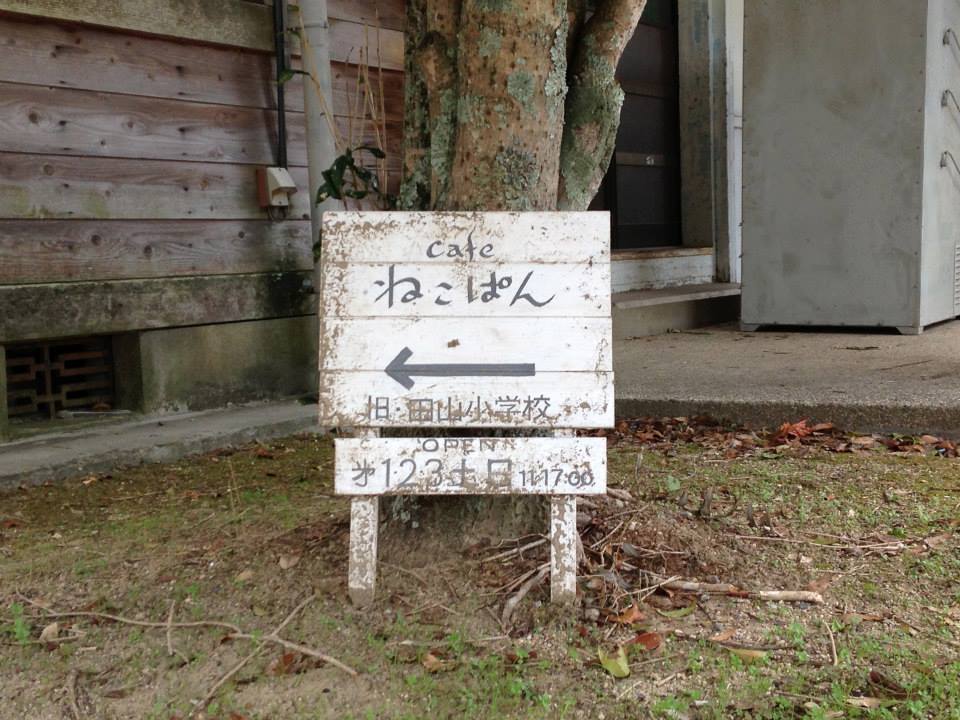 cafe
ねこぱん
←
旧・田山小学校
OPEN
才123土日 11-17:00